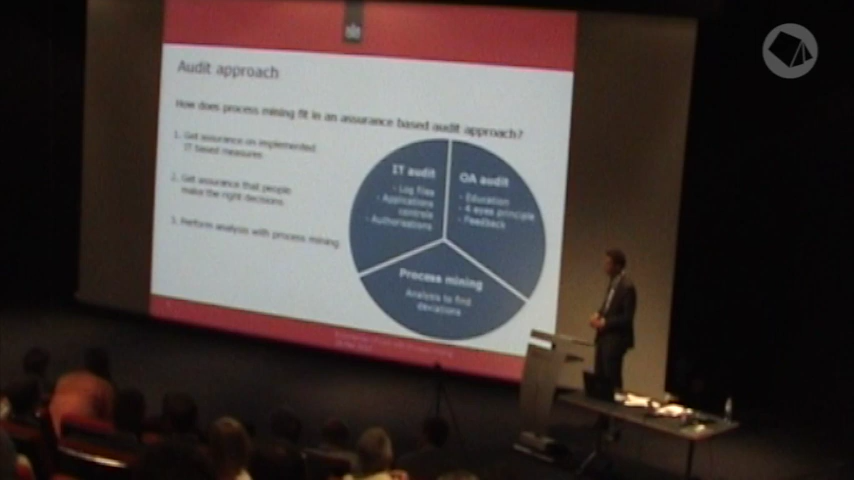 Audit approach
How does process mining fit in an assurance based audit approach?
1. Get assurance on implemented
IT based measures
2. Get assurance that people
make the right decisions
3. Perform analysis with process mining
IT audit
- Log files
- Applications
controls
- Authorisations
OA audit
- Education
- 4 eyes principle
- Feedback
Process mining
Analysis to find
deviations